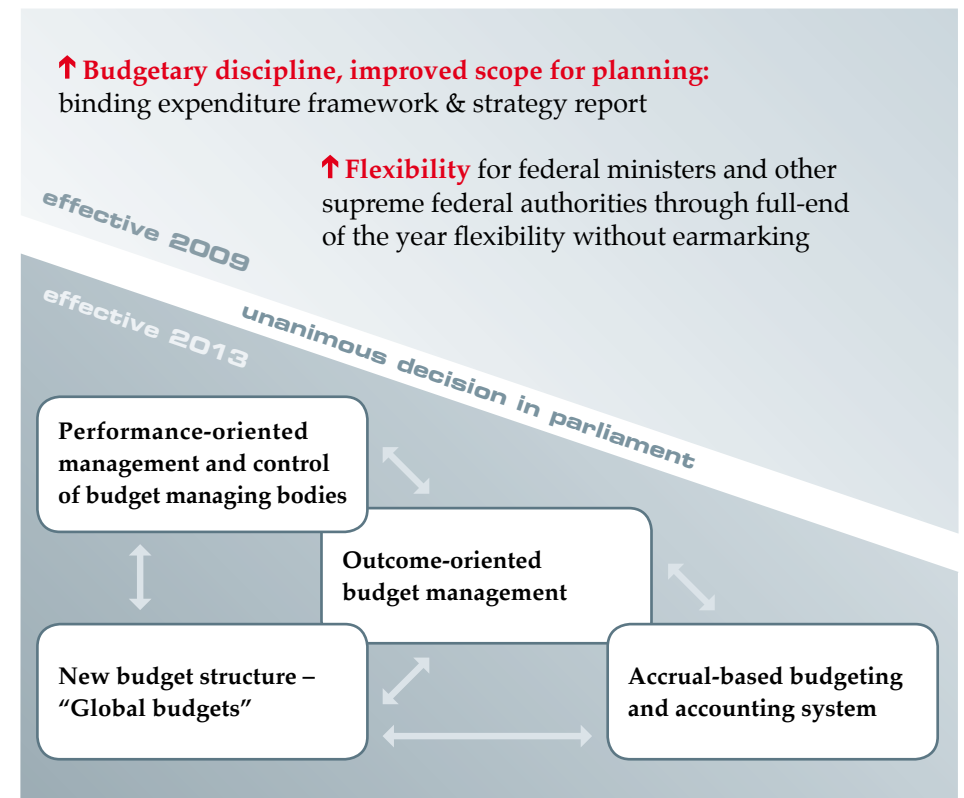 ↑ Budgetary discipline, improved scope for planning:
binding expenditure framework & strategy report
↑ Flexibility for federal ministers and other
supreme federal authorities through full-end
of the year flexibility without earmarking
effective 2009
unanimous decision in parliament
effective 2013
Performance-oriented
management and control
of budget managing bodies
Outcome-oriented
budget management
New budget structure –
“Global budgets”
Accrual-based budgeting
and accounting system